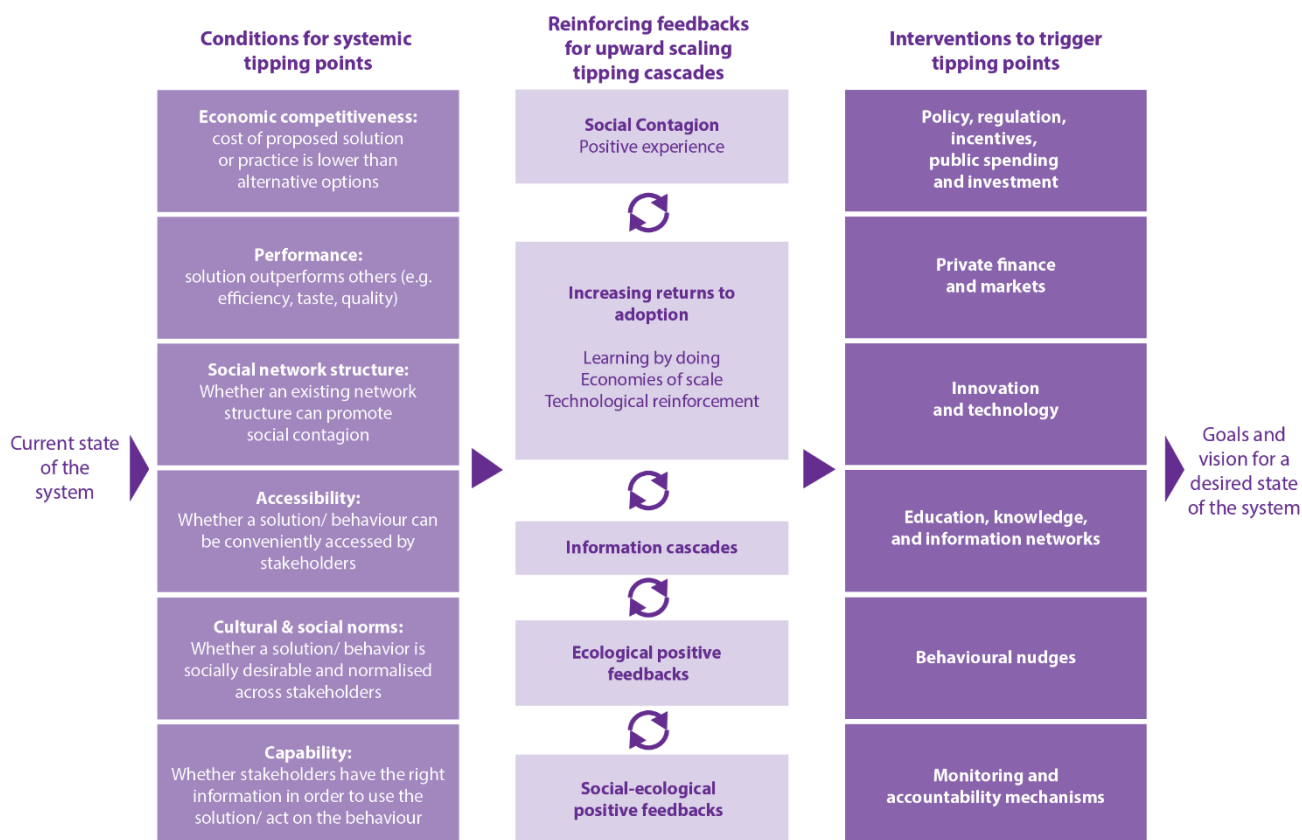 Conditions for systemic
tipping points
Reinforcing feedbacks
for upward scaling
tipping cascades
Interventions to trigger
tipping points
Current state
of the
system
Economic competitiveness:
cost of proposed solution
or practice is lower than
alternative options
Performance:
solution outperforms others (e.g.
efficiency, taste, quality)
Social network structure:
Whether an existing network
structure can promote
social contagion
Accessibility:
Whether a solution/ behaviour can
be conveniently accessed by
stakeholders
Cultural & social norms:
Whether a solution/ behavior is
socially desirable and normalised
across stakeholders
Capability:
Whether stakeholders have the right
information in order to use the
solution/ act on the behaviour
Social Contagion
Positive experience
Increasing returns to
adoption
Learning by doing
Economies of scale
Technological reinforcement
Information cascades
Ecological positive
feedbacks
Social-ecological
positive feedbacks
Policy, regulation,
incentives,
public spending
and investment
Private finance
and markets
Innovation
and technology
Education, knowledge,
and information networks
Behavioural nudges
Monitoring and
accountability mechanisms
Goals and
vision for a
desired state
of the system